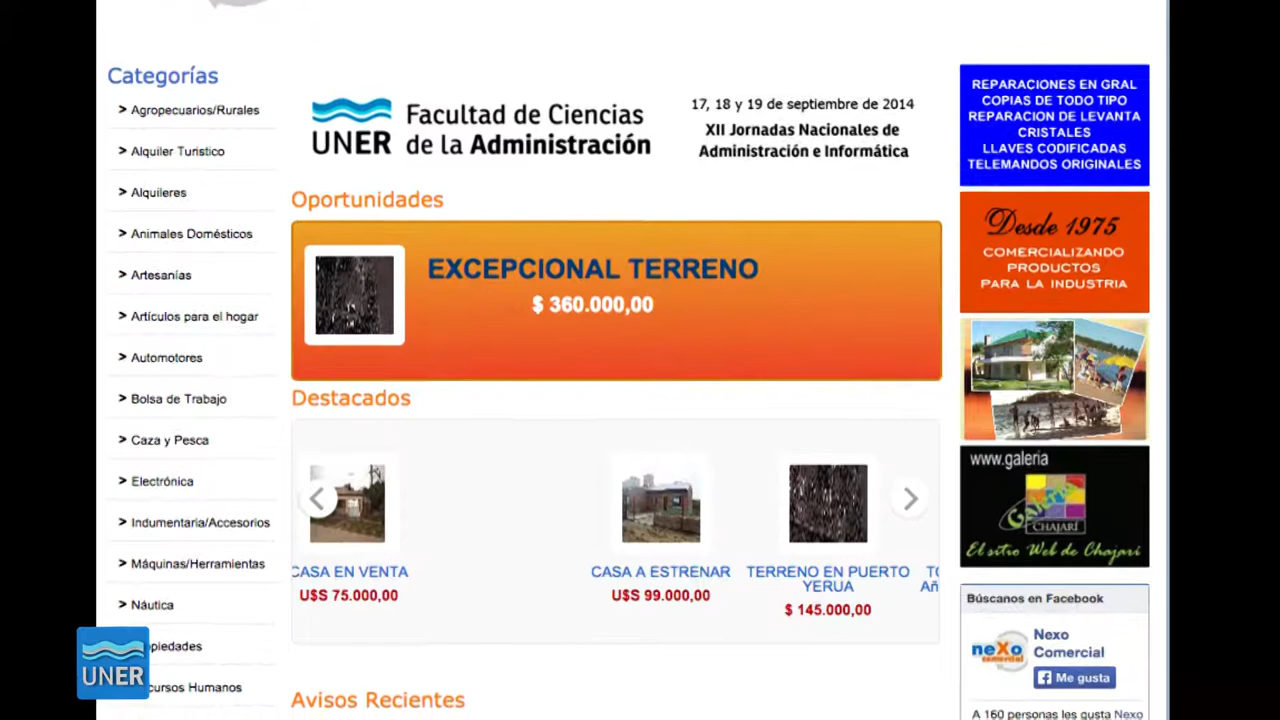 Categorías
> Agropecuarios/Rurales
> Alquiler Turistico
> Alquileres
> Animales Domésticos
> Artesanías
> Artículos para el hogar
> Automotores
> Bolsa de Trabajo
> Caza y Pesca
> Electrónica
> Indumentaria/Accesorios
> Máquinas/Herramientas
> Náutica
opiedades
cursos Humanos
UNER
UNER
Facultad de Ciencias
de la Administración
17, 18 y 19 de septiembre de 2014
XII Jornadas Nacionales de
Administración e Informática
Oportunidades
EXCEPCIONAL TERRENO
$ 360.000,00
Destacados
CASA EN VENTA
U$S 75.000,00
CASA A ESTRENAR
U$S 99.000,00
TERRENO EN PUERTO
YERUA
$ 145.000,00
TO
Añ
Avisos Recientes
REPARACIONES EN GRAL
COPIAS DE TODO TIPO
REPARACION DE LEVANTA
CRISTALES
LLAVES CODIFICADAS
TELEMANDOS ORIGINALES
Desde 1975
COMERCIALIZANDO
PRODUCTOS
PARA LA INDUSTRIA
www.galeria
CHAJARÍ
El sitio Web de Chajarí
Búscanos en Facebook
nexo
comercial
Nexo
Comercial
Me gusta
A 160 personas les gusta Nexo